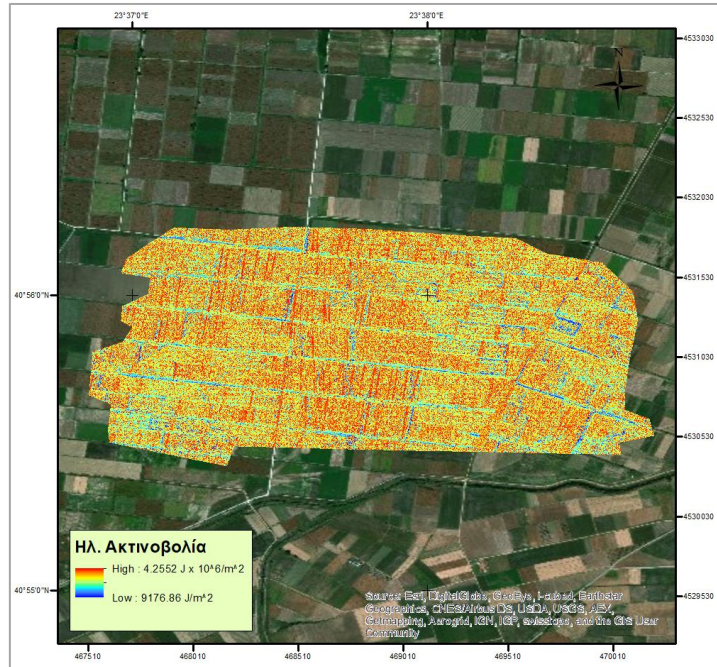 23°37'0"E 23°38'0"E
4533030
N
4532530
4532030
4531530
40°56'0"N
4531030
4530530
4530030
Ηλ. Ακτινοβολία
High : 4.2552 J x 10^6/m^2
Low : 9176.86 J/m^2
40°55'0"N
4529530
Source: Esri, DigitalGlobe, GeoEye, i-cubed, Earthstar
Geographics, CNES/Airbus DS, USDA, USGS, AEX,
Getmapping, Aerogrid, IGN, IGP, swisstopo, and the GIS User
Community
467510 468010 468510 469010 469510 470010